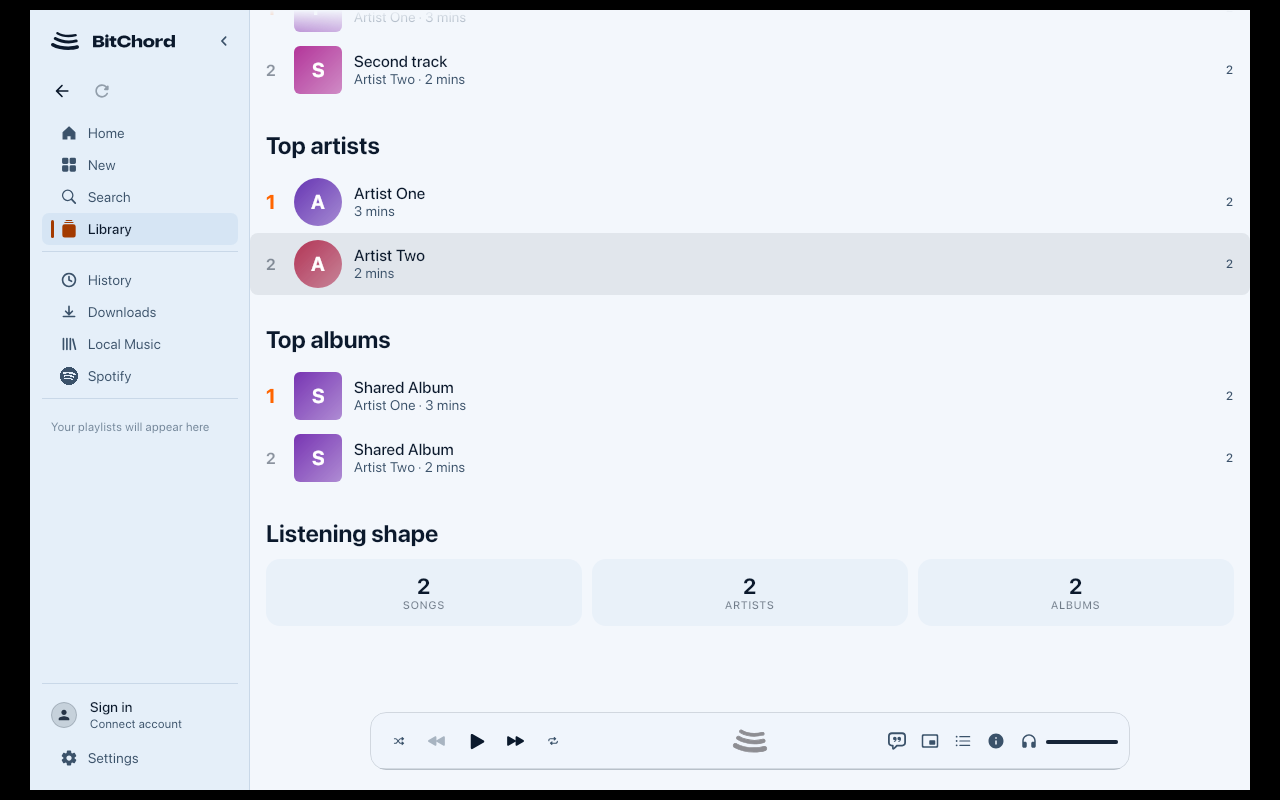 BitChord
Home
New
Search
Library
History
Downloads
Local Music
Spotify
Your playlists will appear here
Sign in
Connect account
Settings
Artist One · 3 mins
2
S
Second track
Artist Two · 2 mins
2
Top artists
1
A
Artist One
3 mins
2
2
A
Artist Two
2 mins
2
Top albums
1
S
Shared Album
Artist One · 3 mins
2
2
S
Shared Album
Artist Two · 2 mins
2
Listening shape
2
SONGS
2
ARTISTS
2
ALBUMS